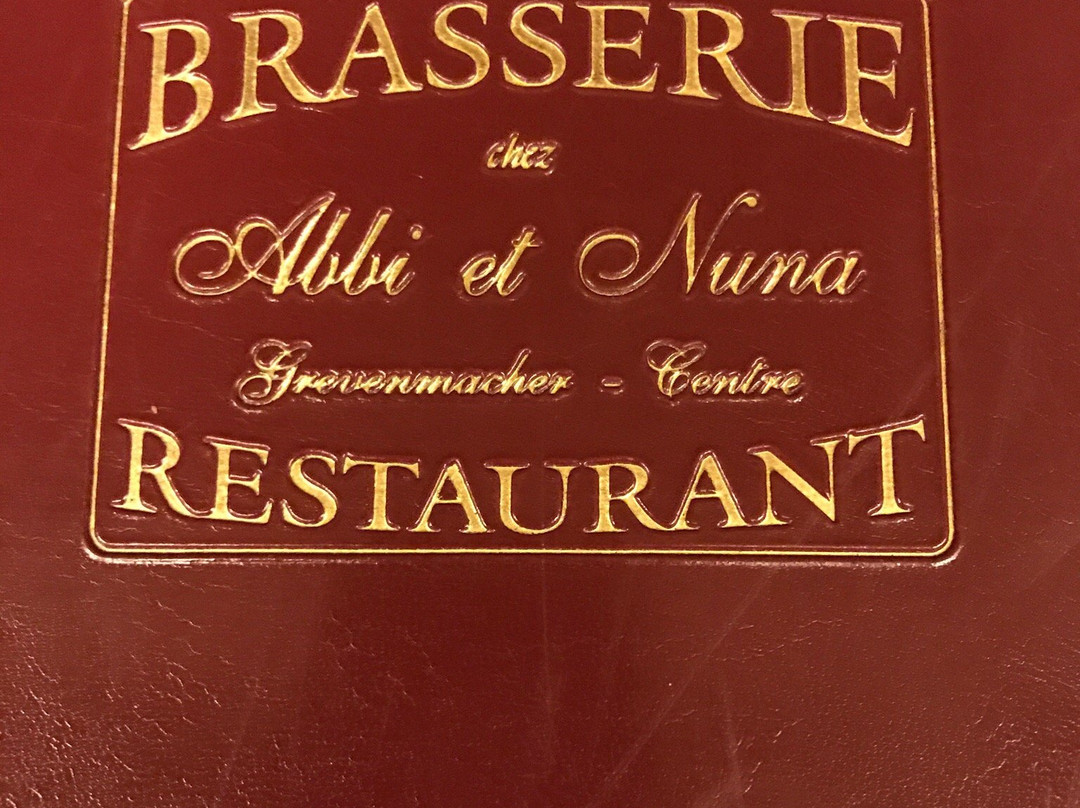 BRASSERIE
chez
Abbi et Nuna
Grevenmacher - Centre
RESTAURANT